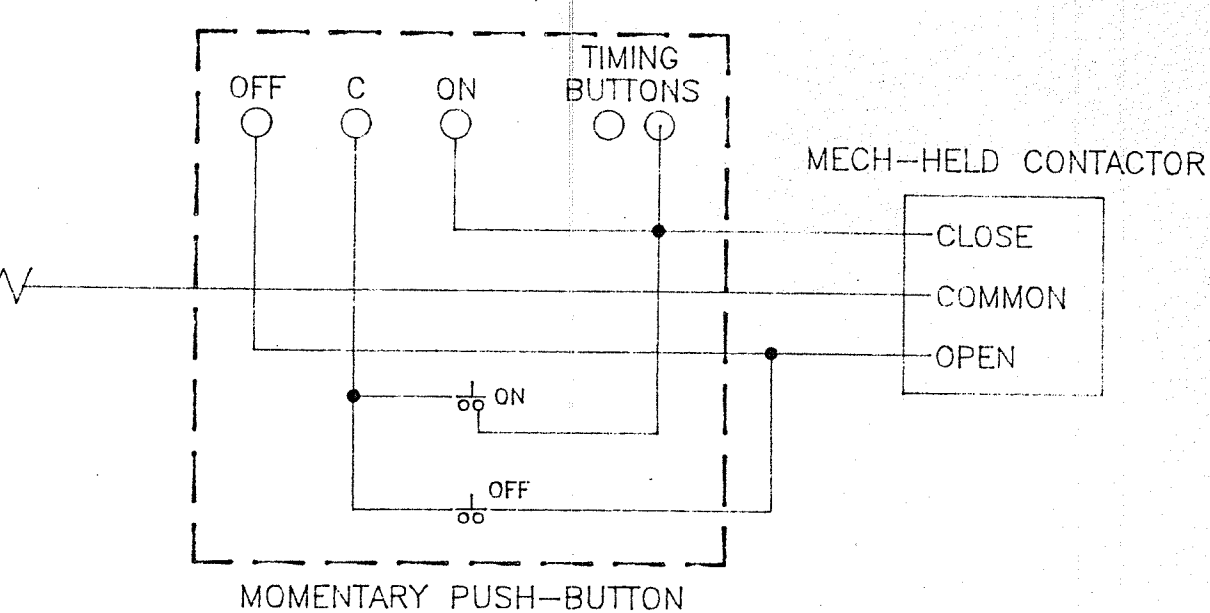 TIMING
BUTTONS
OFF
C
ON
MECH-HELD CONTACTOR
CLOSE
COMMON
OPEN
ON
OFF
MOMENTARY PUSH-BUTTON